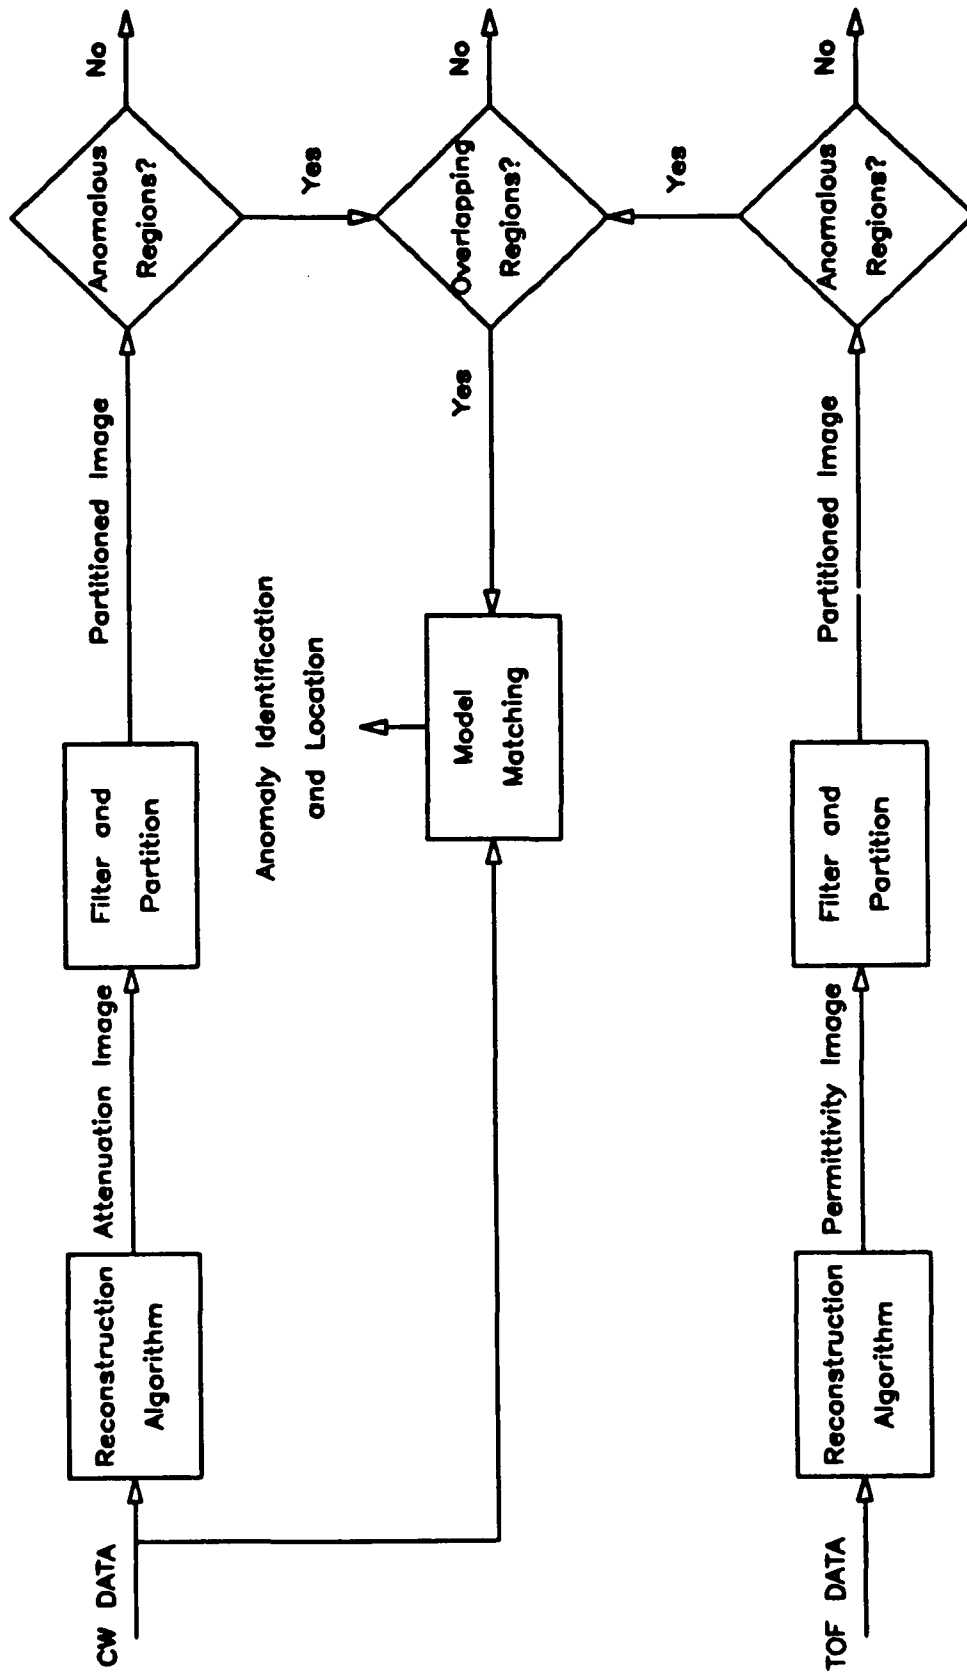 CW DATA
Reconstruction
Algorithm
Attenuation Image
Filter and
Partition
Partitioned Image
Anomalous
Regions?
No
Yes
Anomaly Identification
and Location
Model
Matching
Yes
Overlapping
Regions?
No
Yes
TOF DATA
Reconstruction
Algorithm
Permittivity Image
Filter and
Partition
Partitioned Image
Anomalous
Regions?
No